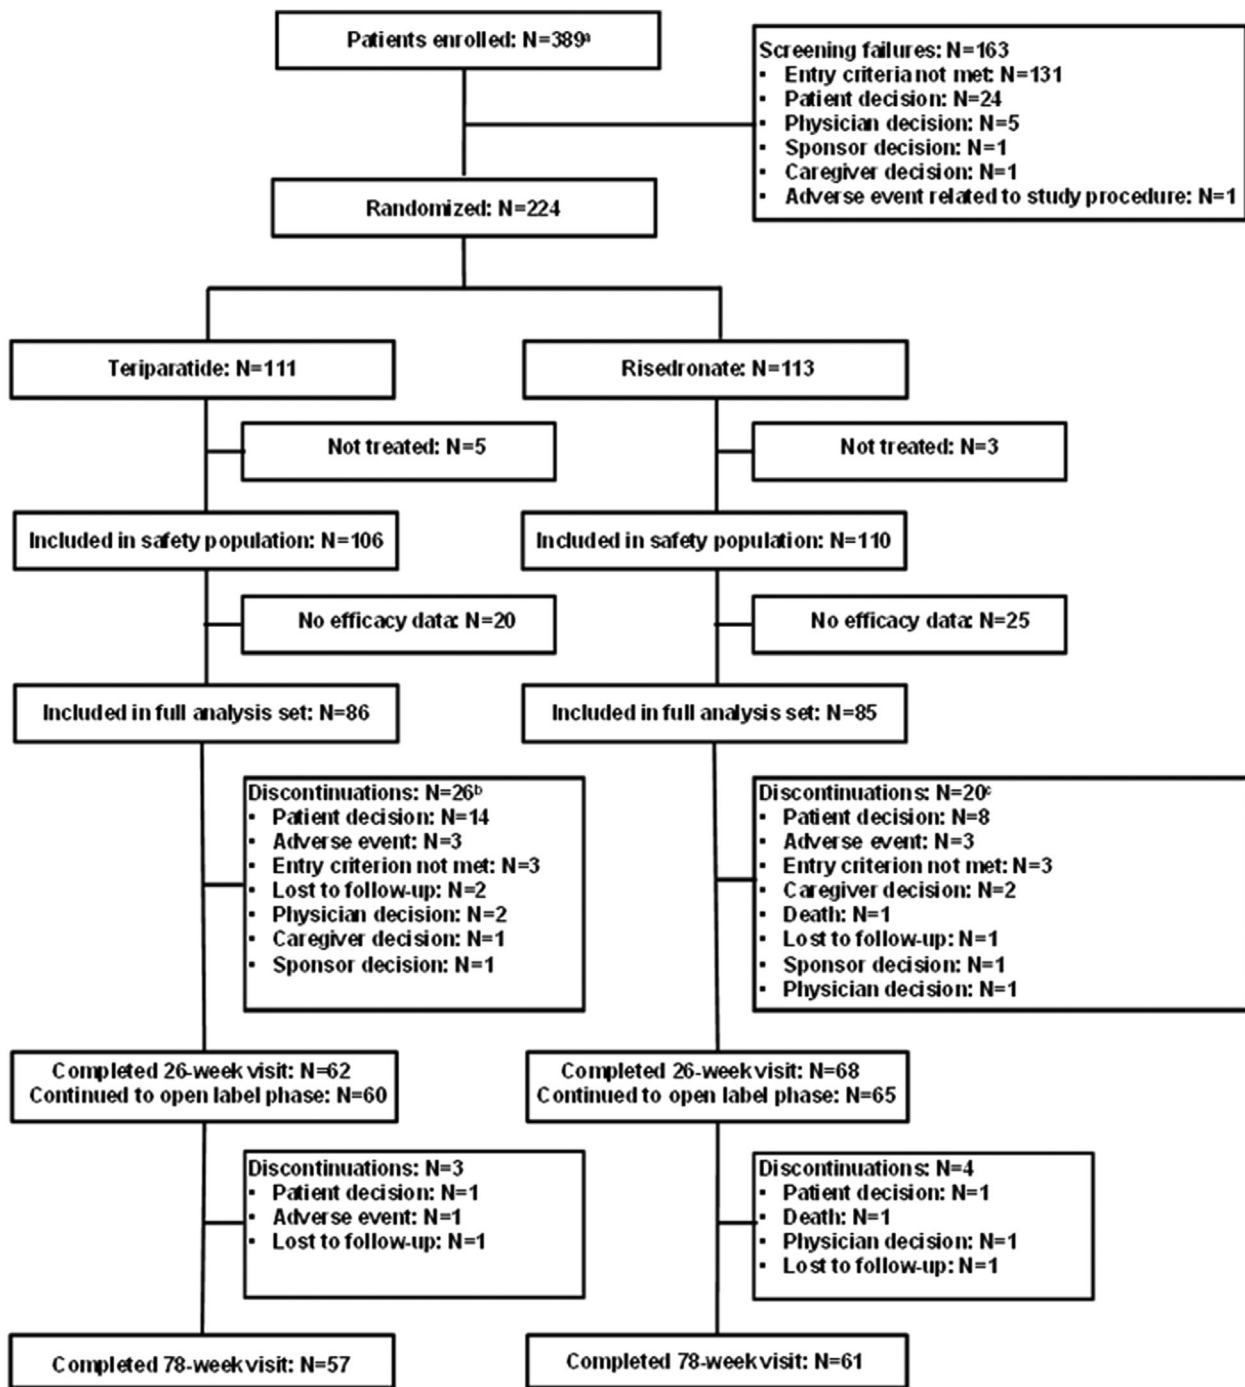 Patients enrolled: N=389ᵃ
Screening failures: N=163
▪ Entry criteria not met: N=131
▪ Patient decision: N=24
▪ Physician decision: N=5
▪ Sponsor decision: N=1
▪ Caregiver decision: N=1
▪ Adverse event related to study procedure: N=1
Randomized: N=224
Teriparatide: N=111
Risedronate: N=113
Not treated: N=5
Not treated: N=3
Included in safety population: N=106
Included in safety population: N=110
No efficacy data: N=20
No efficacy data: N=25
Included in full analysis set: N=86
Included in full analysis set: N=85
Discontinuations: N=26ᵇ
▪ Patient decision: N=14
▪ Adverse event: N=3
▪ Entry criterion not met: N=3
▪ Lost to follow-up: N=2
▪ Physician decision: N=2
▪ Caregiver decision: N=1
▪ Sponsor decision: N=1
Discontinuations: N=20ᶜ
▪ Patient decision: N=8
▪ Adverse event: N=3
▪ Entry criterion not met: N=3
▪ Caregiver decision: N=2
▪ Death: N=1
▪ Lost to follow-up: N=1
▪ Sponsor decision: N=1
▪ Physician decision: N=1
Completed 26-week visit: N=62
Continued to open label phase: N=60
Completed 26-week visit: N=68
Continued to open label phase: N=65
Discontinuations: N=3
▪ Patient decision: N=1
▪ Adverse event: N=1
▪ Lost to follow-up: N=1
Discontinuations: N=4
▪ Patient decision: N=1
▪ Death: N=1
▪ Physician decision: N=1
▪ Lost to follow-up: N=1
Completed 78-week visit: N=57
Completed 78-week visit: N=61